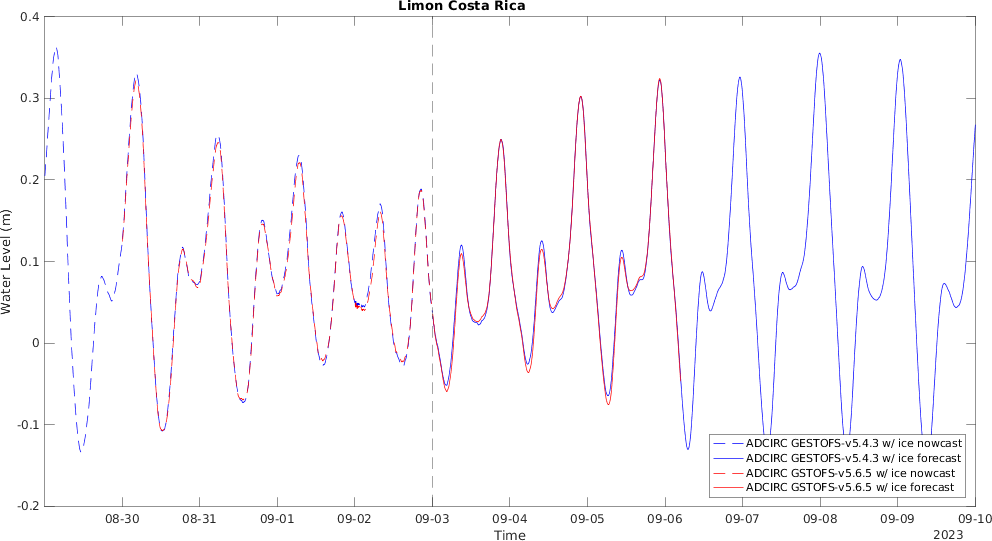 Limon Costa Rica
Water Level (m)
0.4
0.3
0.2
0.1
0
-0.1
-0.2
ADCIRC GESTOFS-v5.4.3 w/ ice nowcast
ADCIRC GESTOFS-v5.4.3 w/ ice forecast
ADCIRC GSTOFS-v5.6.5 w/ ice nowcast
ADCIRC GSTOFS-v5.6.5 w/ ice forecast
08-30 08-31 09-01 09-02 09-03 09-04 09-05 09-06 09-07 09-08 09-09 09-10
Time
2023